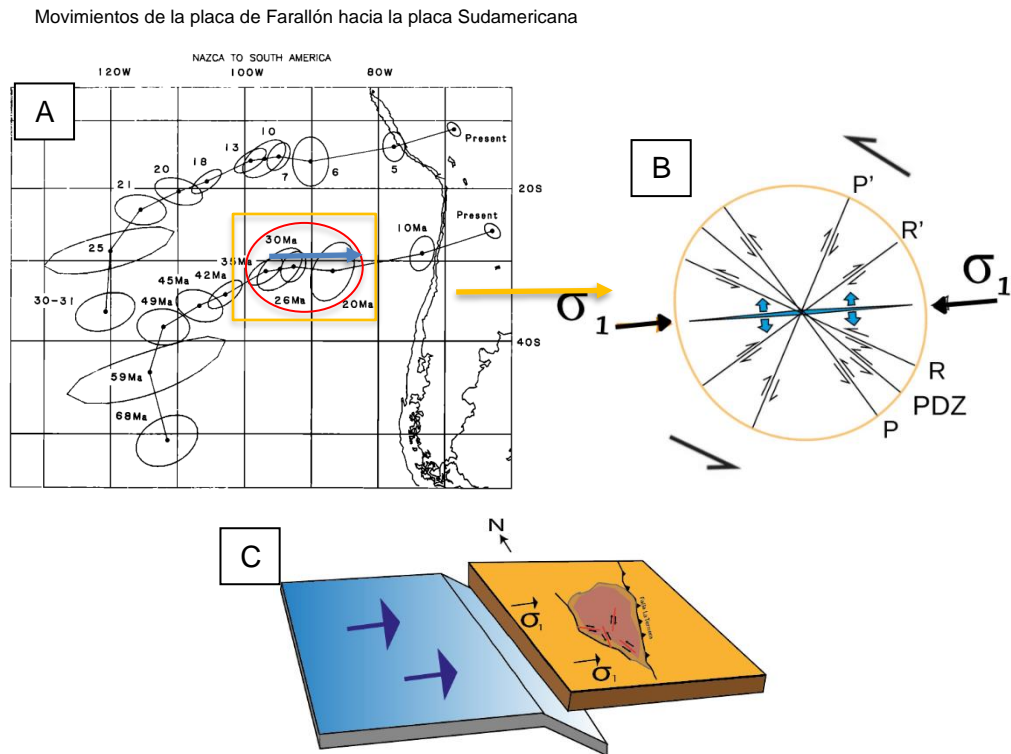 Movimientos de la placa de Farallón hacia la placa Sudamericana
NAZCA TO SOUTH AMERICA
120W 100W 80W
A
Present
10
13
18
20
21
7
6
5
25
30-31
20S
Present
10Ma
30Ma
35Ma
42Ma
45Ma
49Ma
26Ma
20Ma
59Ma
68Ma
40S
B
P'
R'
σ1
σ1
R
PDZ
P
C
N
σ1
σ1